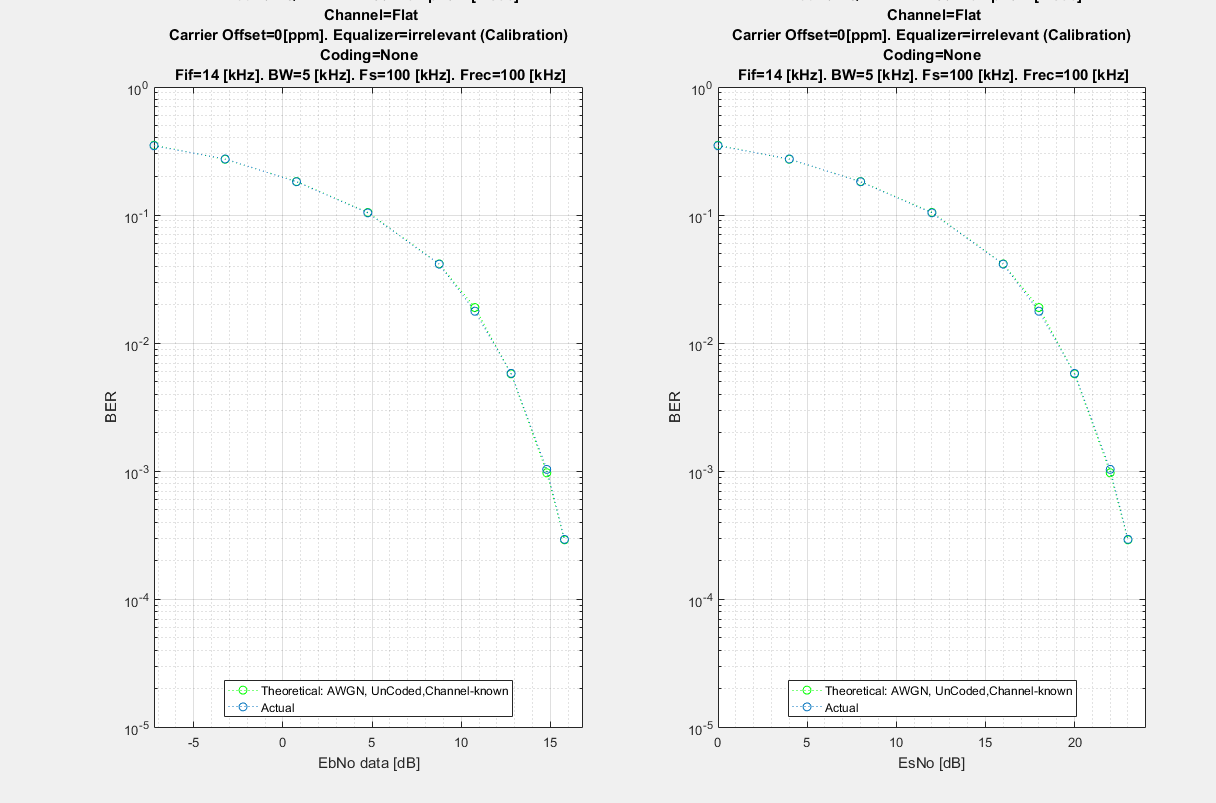 Channel=Flat
Carrier Offset=0[ppm]. Equalizer=irrelevant (Calibration)
Coding=None
Fif=14 [kHz]. BW=5 [kHz]. Fs=100 [kHz]. Frec=100 [kHz]
10^0
10^-1
10^-2
10^-3
10^-4
10^-5
BER
-5 0 5 10 15
EbNo data [dB]
Theoretical: AWGN, UnCoded,Channel-known
Actual
Channel=Flat
Carrier Offset=0[ppm]. Equalizer=irrelevant (Calibration)
Coding=None
Fif=14 [kHz]. BW=5 [kHz]. Fs=100 [kHz]. Frec=100 [kHz]
10^0
10^-1
10^-2
10^-3
10^-4
10^-5
BER
0 5 10 15 20
EsNo [dB]
Theoretical: AWGN, UnCoded,Channel-known
Actual